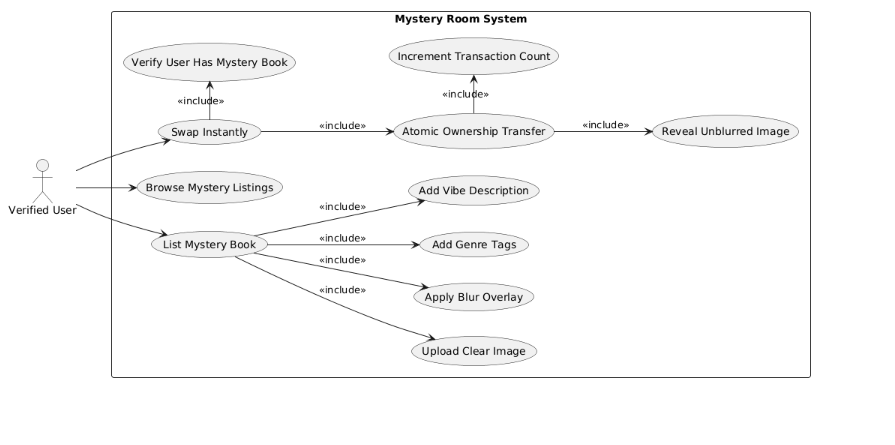 Mystery Room System
Verify User Has Mystery Book
Increment Transaction Count
«include»
«include»
Swap Instantly
«include»
Atomic Ownership Transfer
«include»
Reveal Unblurred Image
Verified User
Browse Mystery Listings
Add Vibe Description
«include»
List Mystery Book
«include»
Add Genre Tags
«include»
Apply Blur Overlay
«include»
Upload Clear Image